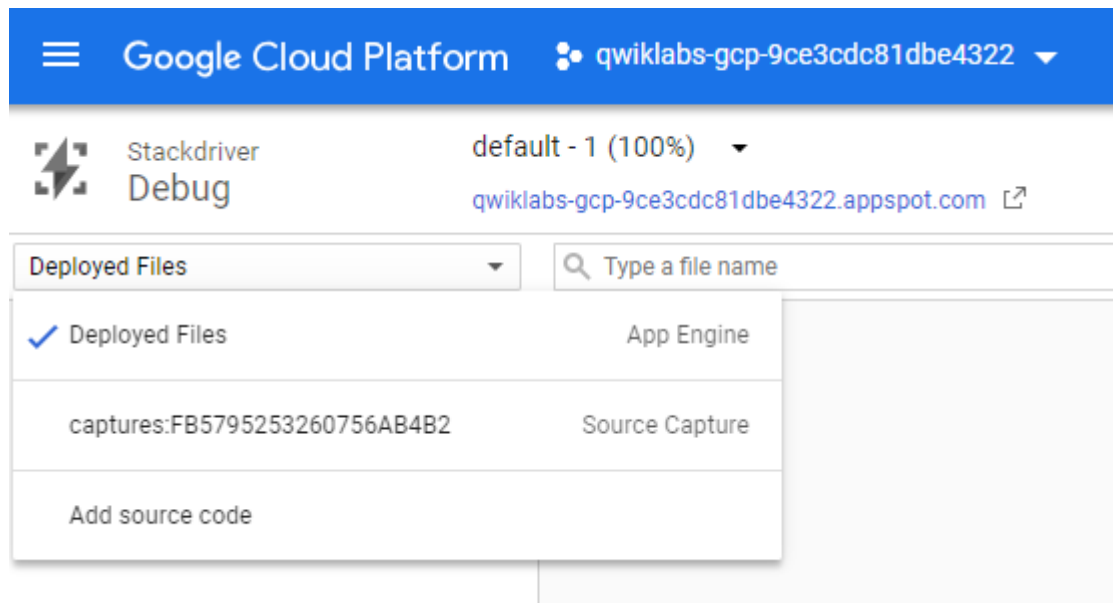 Google Cloud Platform qwiklabs-gcp-9ce3cdc81dbe4322
Stackdriver
Debug
default - 1 (100%)
qwiklabs-gcp-9ce3cdc81dbe4322.appspot.com
Deployed Files Type a file name
Deployed Files App Engine
captures:FB5795253260756AB4B2 Source Capture
Add source code